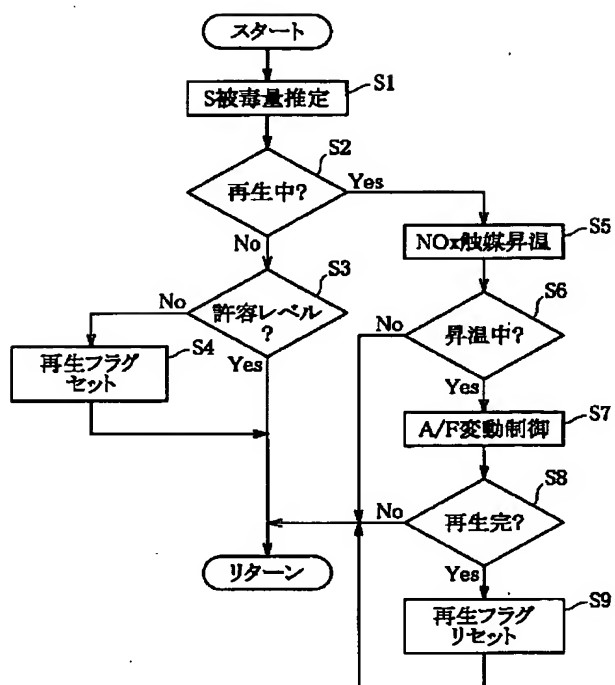 スタート
S被毒量推定
S1
再生中?
S2
Yes
No
許容レベル
?
S3
No
Yes
再生フラグ
セット
S4
NOx触媒昇温
S5
昇温中?
S6
No
Yes
A/F変動制御
S7
再生完?
S8
No
Yes
再生フラグ
リセット
S9
リターン